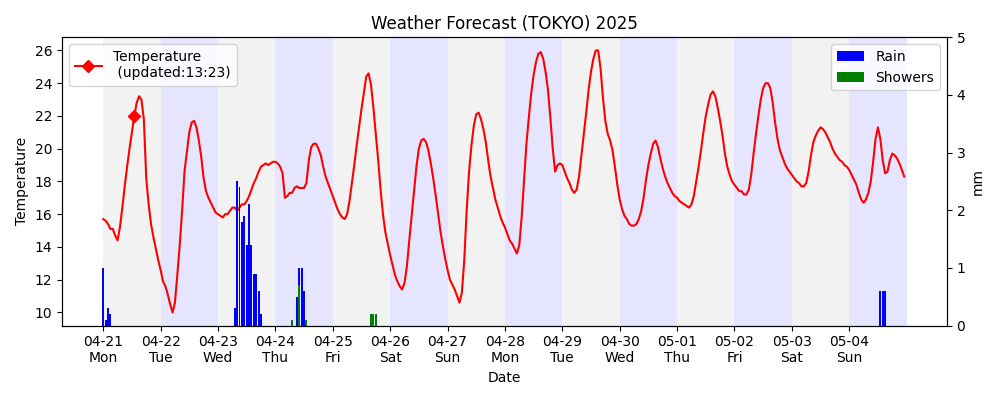 Weather Forecast (TOKYO) 2025
Temperature
(updated:13:23)
Rain
Showers
Temperature
26
24
22
20
18
16
14
12
10
5
4
3
2
1
0
mm
04-21 04-22 04-23 04-24 04-25 04-26 04-27 04-28 04-29 04-30 05-01 05-02 05-03 05-04
Mon Tue Wed Thu Fri Sat Sun Mon Tue Wed Thu Fri Sat Sun
Date